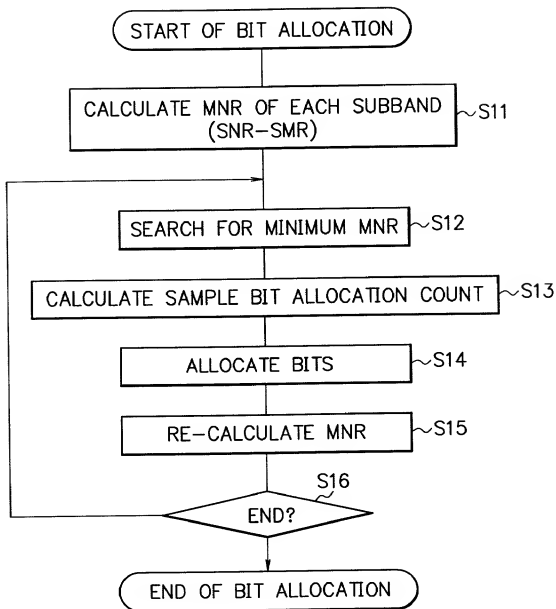 START OF BIT ALLOCATION
CALCULATE MNR OF EACH SUBBAND
(SNR-SMR)
S11
SEARCH FOR MINIMUM MNR
S12
CALCULATE SAMPLE BIT ALLOCATION COUNT
S13
ALLOCATE BITS
S14
RE-CALCULATE MNR
S15
S16
END?
END OF BIT ALLOCATION